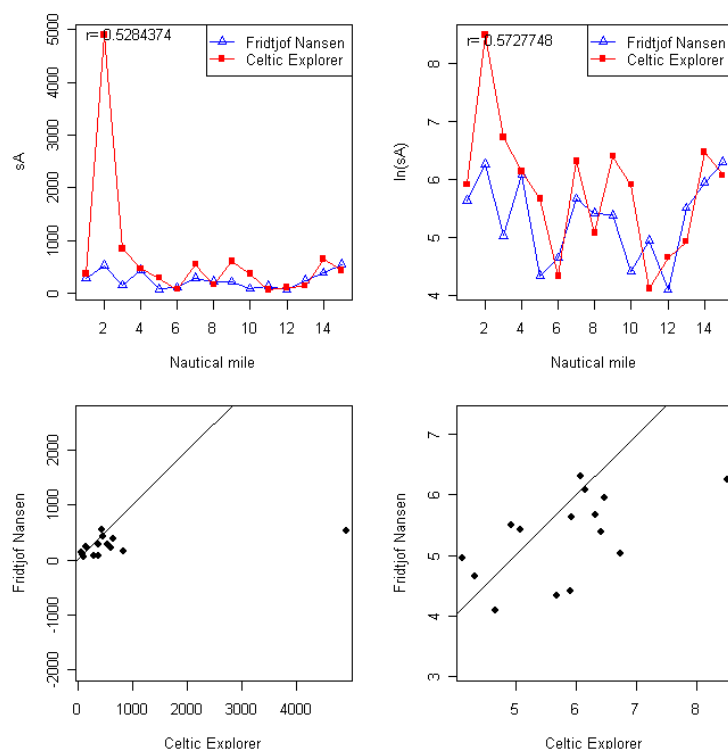 r= 0.5284374
Fridtjof Nansen
Celtic Explorer
sA
0 1000 2000 3000 4000 5000
2 4 6 8 10 12 14
Nautical mile
r= 0.5727748
Fridtjof Nansen
Celtic Explorer
ln(sA)
4 5 6 7 8
2 4 6 8 10 12 14
Nautical mile
Fridtjof Nansen
-2000 -1000 0 1000 2000
0 1000 2000 4000
Celtic Explorer
Fridtjof Nansen
3 4 5 6 7
5 6 7 8
Celtic Explorer